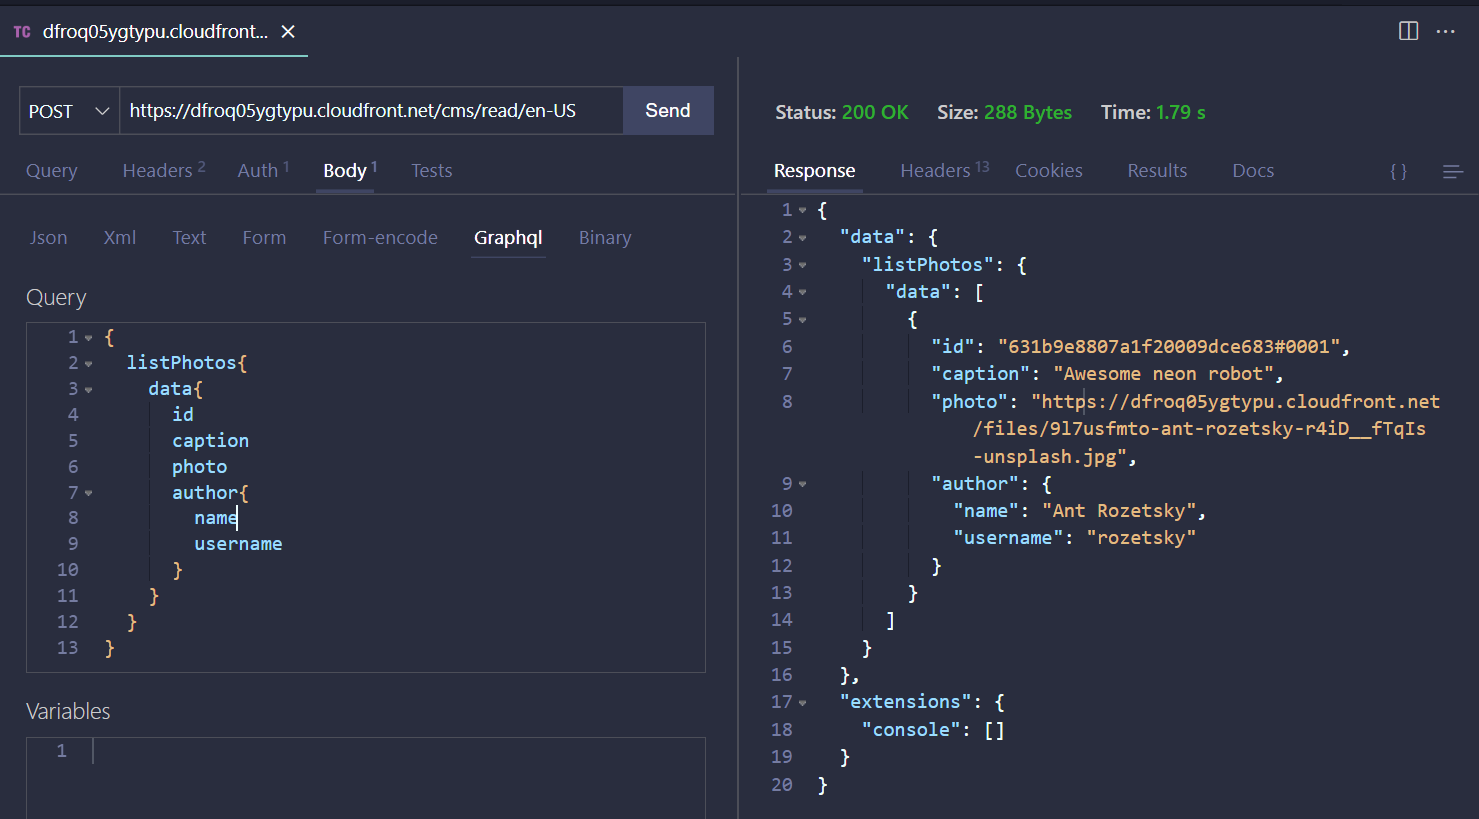 TC dfroq05ygtypu.cloudfront...
POST https://dfroq05ygtypu.cloudfront.net/cms/read/en-US Send
Query Headers 2 Auth 1 Body 1 Tests
Json Xml Text Form Form-encode Graphql Binary
Query
1 {
2 listPhotos{
3 data{
4 id
5 caption
6 photo
7 author{
8 name
9 username
10 }
11 }
12 }
13 }
Variables
1
Status: 200 OK Size: 288 Bytes Time: 1.79 s
Response Headers 13 Cookies Results Docs { }
1 {
2 "data": {
3 "listPhotos": {
4 "data": [
5 {
6 "id": "631b9e8807a1f20009dce683#0001",
7 "caption": "Awesome neon robot",
8 "photo": "https://dfroq05ygtypu.cloudfront.net
/files/9l7usfmto-ant-rozetsky-r4iD__fTqIs
-unsplash.jpg",
9 "author": {
10 "name": "Ant Rozetsky",
11 "username": "rozetsky"
12 }
13 }
14 ]
15 }
16 },
17 "extensions": {
18 "console": []
19 }
20 }